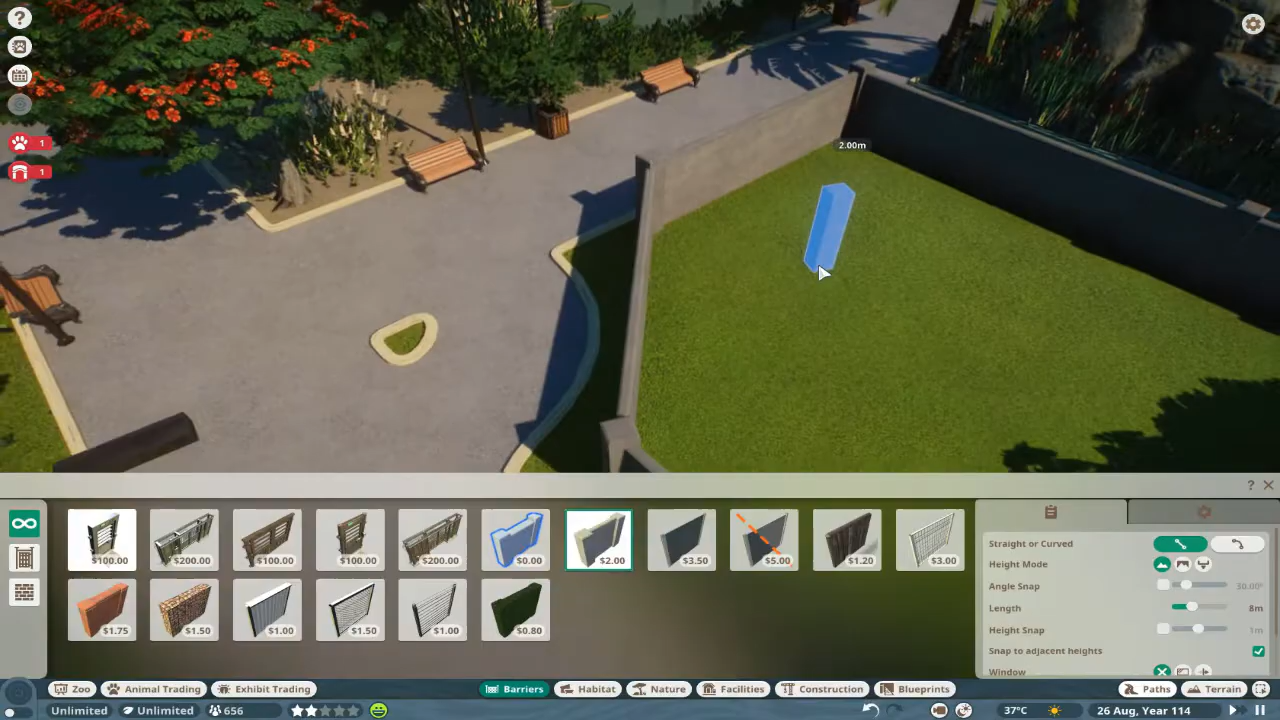 ?
1
1
2.00m
?
$100.00 $200.00 $100.00 $100.00 $200.00 $0.00 $2.00 $3.50 $5.00 $1.20 $3.00
$1.75 $1.50 $1.00 $1.50 $1.00 $0.80
Straight or Curved
Height Mode
Angle Snap 30.00°
Length 8m
Height Snap 1m
Snap to adjacent heights
Window
Zoo Animal Trading Exhibit Trading Barriers Habitat Nature Facilities Construction Blueprints Paths Terrain
Unlimited Unlimited 656 37°C 26 Aug, Year 114